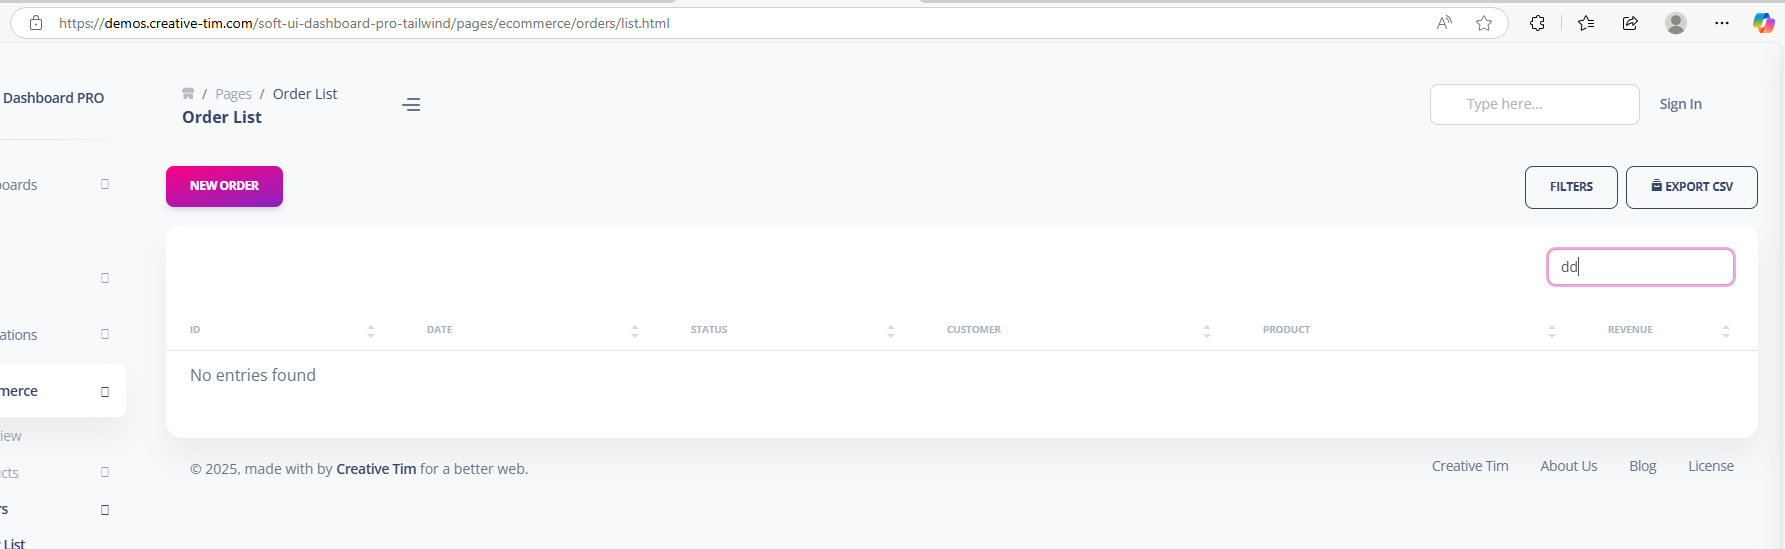 https://demos.creative-tim.com/soft-ui-dashboard-pro-tailwind/pages/ecommerce/orders/list.html
Dashboard PRO
/ Pages / Order List
Order List
Type here...
Sign In
NEW ORDER
FILTERS
EXPORT CSV
oards
ations
merce
iew
cts
rs
List
dd
ID DATE STATUS CUSTOMER PRODUCT REVENUE
No entries found
© 2025, made with by Creative Tim for a better web.
Creative Tim About Us Blog License